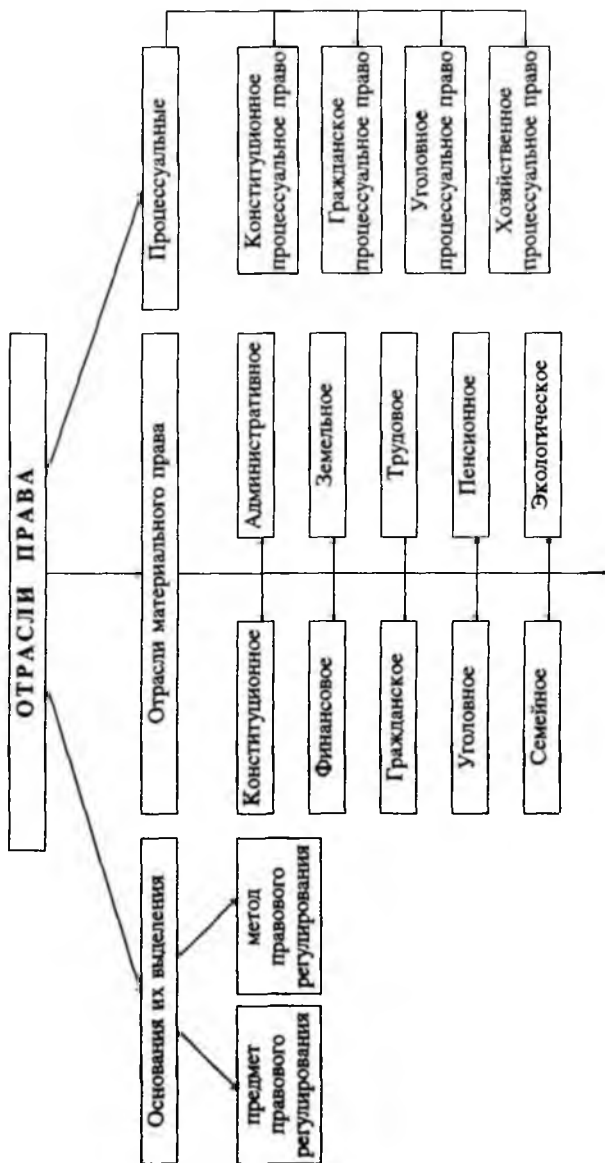 ОТРАСЛИ ПРАВА
Основания их выделения
предмет
правового
регулирования
метод
правового
регулирования
Отрасли материального права
Конституционное
Административное
Финансовое
Земельное
Гражданское
Трудовое
Уголовное
Пенсионное
Семейное
Экологическое
Процессуальные
Конституционное
процессуальное право
Гражданское
процессуальное право
Уголовное
процессуальное право
Хозяйственное
процессуальное право